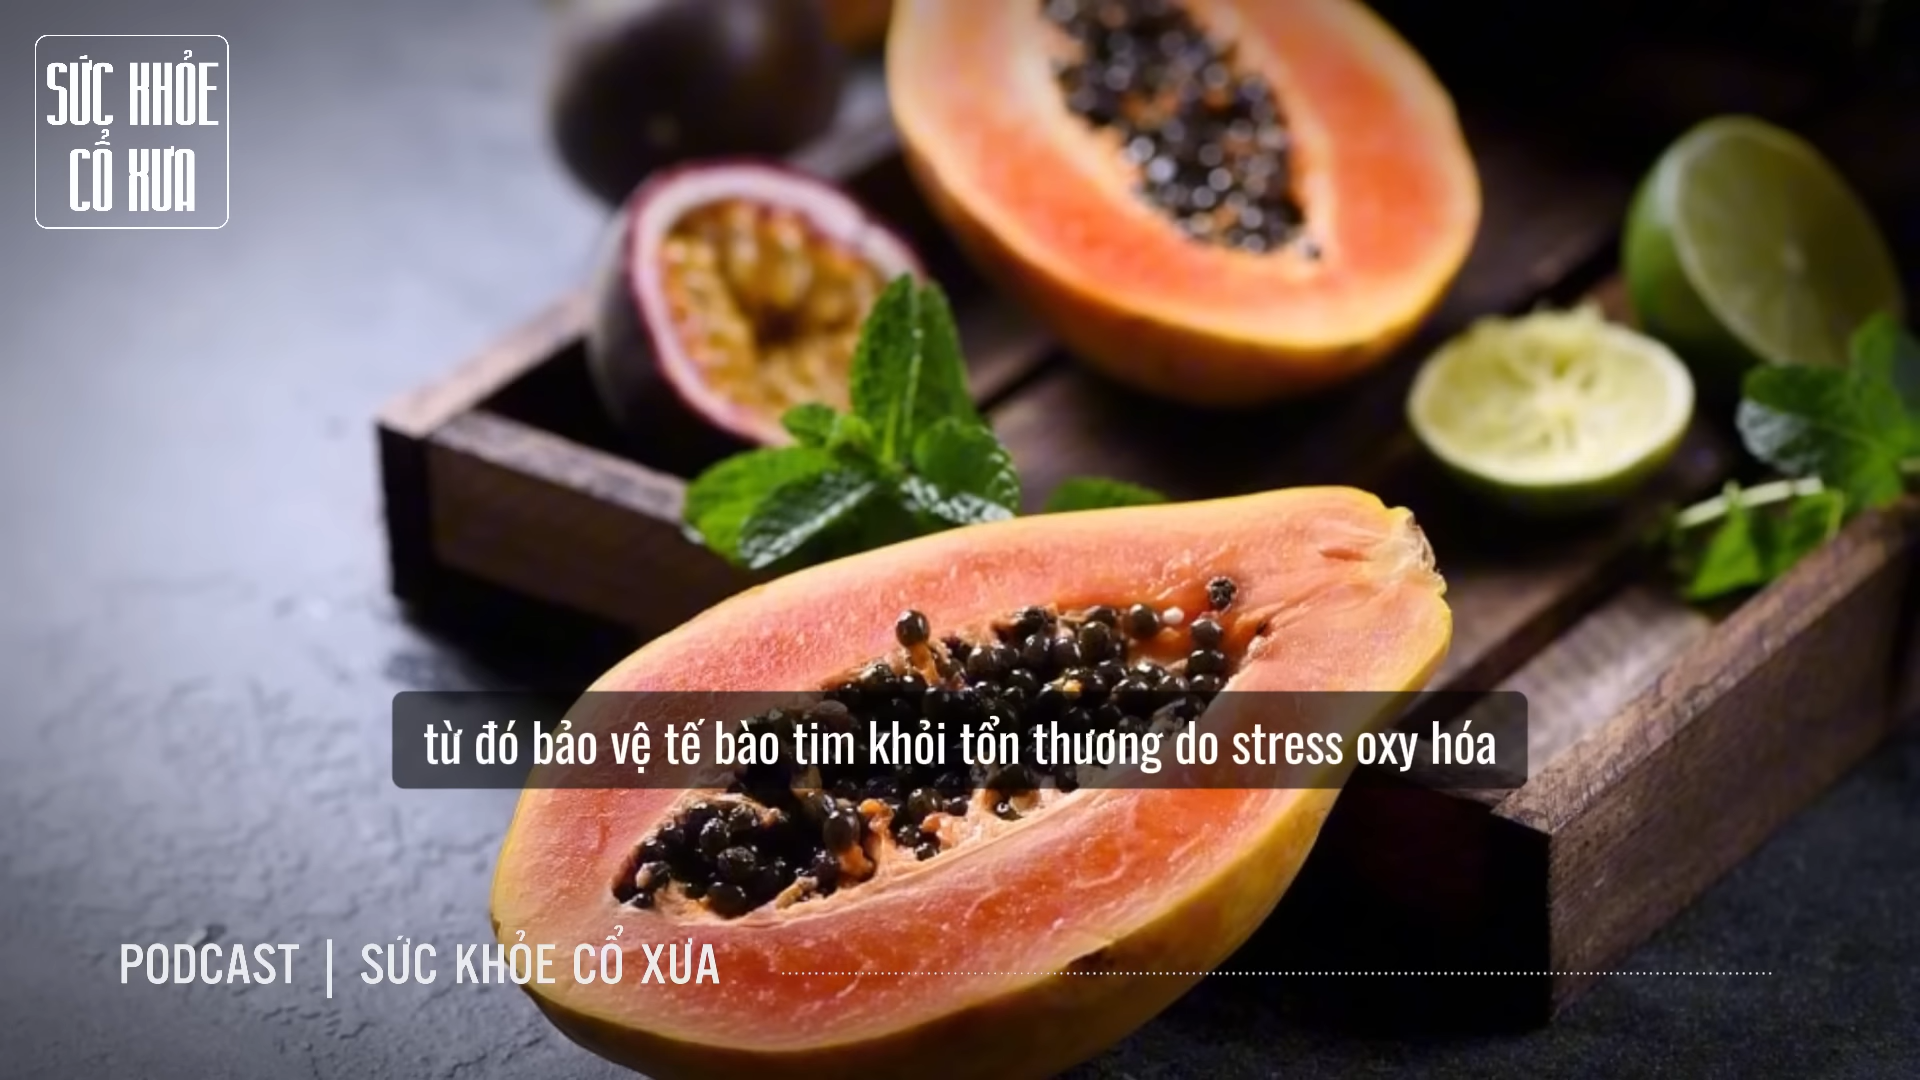 SỨC KHỎE
CỔ XƯA
từ đó bảo vệ tế bào tim khỏi tổn thương do stress oxy hóa
PODCAST | SỨC KHỎE CỔ XƯA